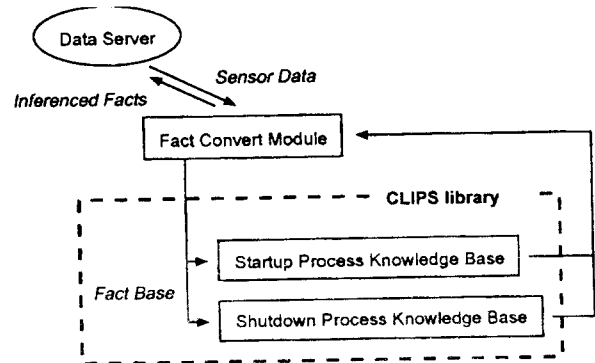 Data Server
Sensor Data
Inferenced Facts
Fact Convert Module
CLIPS library
Startup Process Knowledge Base
Fact Base
Shutdown Process Knowledge Base